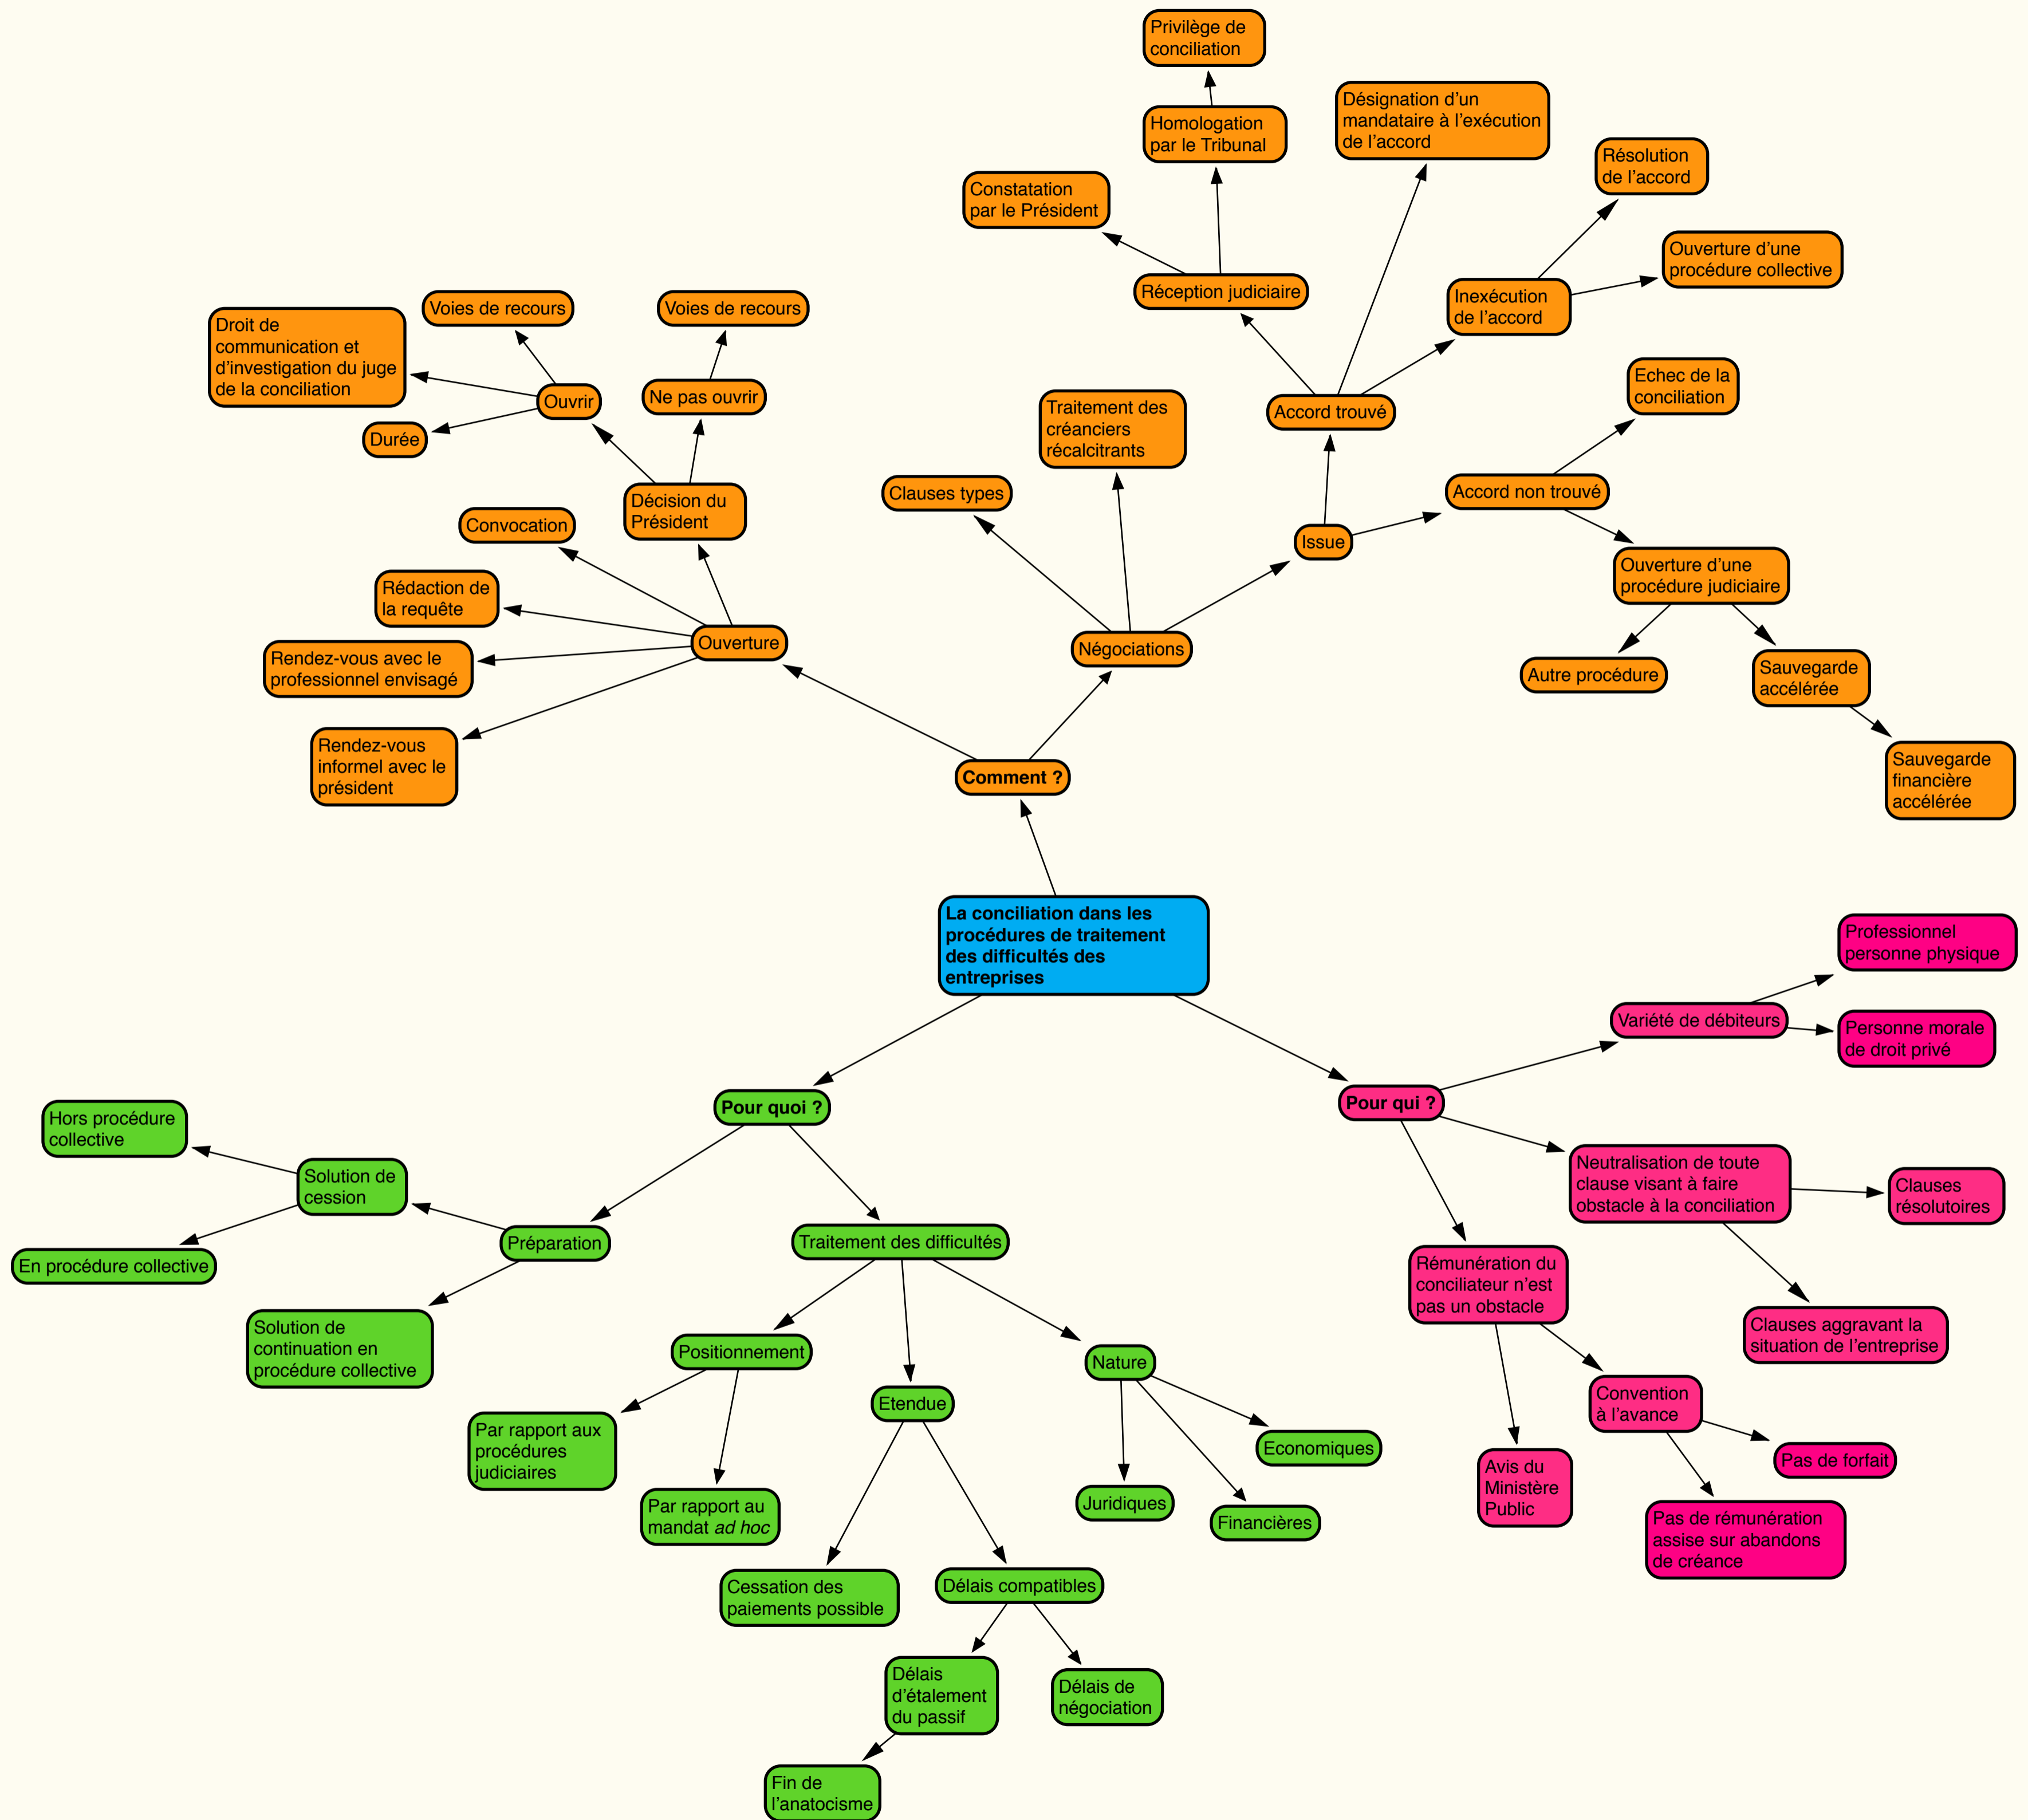 Privilège de
conciliation
Désignation d'un
mandataire à l'exécution
de l'accord
Homologation
par le Tribunal
Résolution
de l'accord
Constatation
par le Président
Ouverture d'une
procédure collective
Réception judiciaire
Inexécution
de l'accord
Voies de recours
Voies de recours
Droit de
communication et
d'investigation du juge
de la conciliation
Ouvrir
Ne pas ouvrir
Durée
Echec de la
conciliation
Accord trouvé
Traitement des
créanciers
récalcitrants
Clauses types
Accord non trouvé
Décision du
Président
Convocation
Issue
Ouverture d'une
procédure judiciaire
Rédaction de
la requête
Ouverture
Négociations
Rendez-vous avec le
professionnel envisagé
Autre procédure
Sauvegarde
accélérée
Rendez-vous
informel avec le
président
Comment ?
Sauvegarde
financière
accélérée
La conciliation dans les
procédures de traitement
des difficultés des
entreprises
Professionnel
personne physique
Variété de débiteurs
Personne morale
de droit privé
Pour quoi ?
Pour qui ?
Hors procédure
collective
Solution de
cession
Neutralisation de toute
clause visant à faire
obstacle à la conciliation
Clauses
résolutoires
Préparation
Traitement des difficultés
En procédure collective
Rémunération du
conciliateur n'est
pas un obstacle
Solution de
continuation en
procédure collective
Clauses aggravant la
situation de l'entreprise
Positionnement
Nature
Etendue
Convention
à l'avance
Par rapport aux
procédures
judiciaires
Economiques
Pas de forfait
Avis du
Ministère
Public
Juridiques
Financières
Par rapport au
mandat ad hoc
Pas de rémunération
assise sur abandons
de créance
Cessation des
paiements possible
Délais compatibles
Délais
d'étalement
du passif
Délais de
négociation
Fin de
l'anatocisme